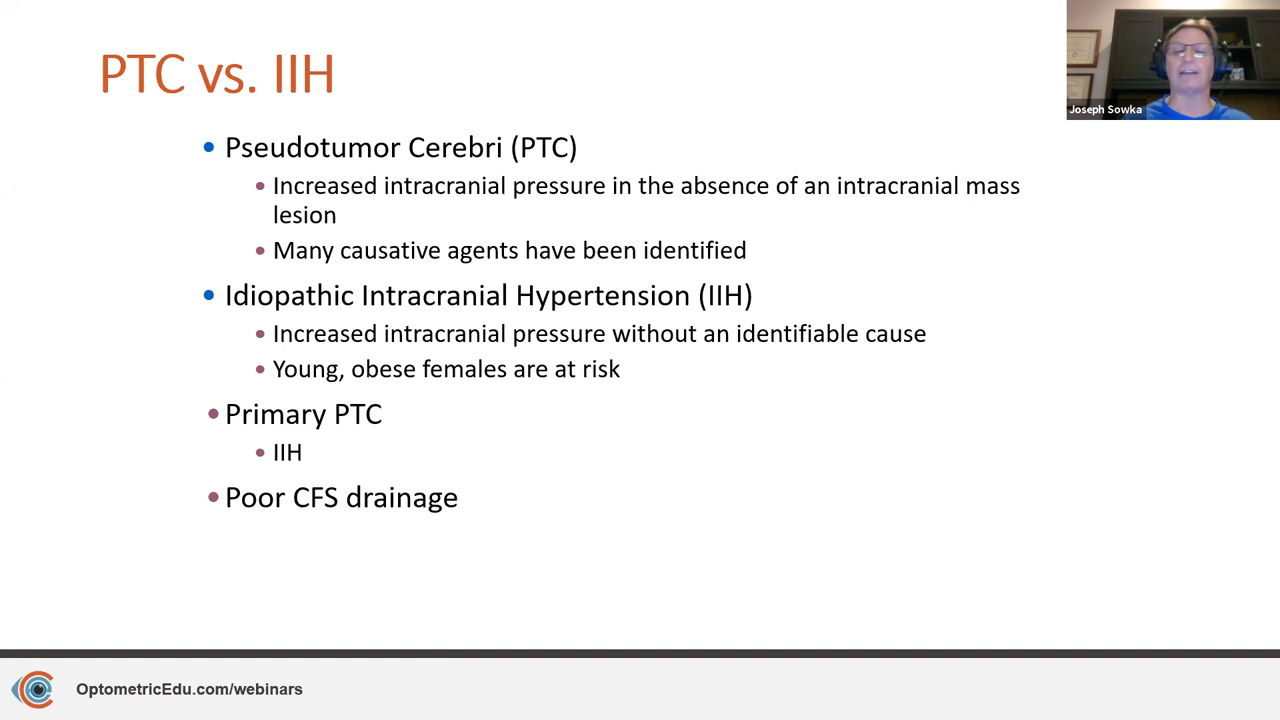 PTC vs. IIH
Joseph Sowka
• Pseudotumor Cerebri (PTC)
• Increased intracranial pressure in the absence of an intracranial mass
lesion
• Many causative agents have been identified
• Idiopathic Intracranial Hypertension (IIH)
• Increased intracranial pressure without an identifiable cause
• Young, obese females are at risk
• Primary PTC
• IIH
• Poor CFS drainage
OptometricEdu.com/webinars